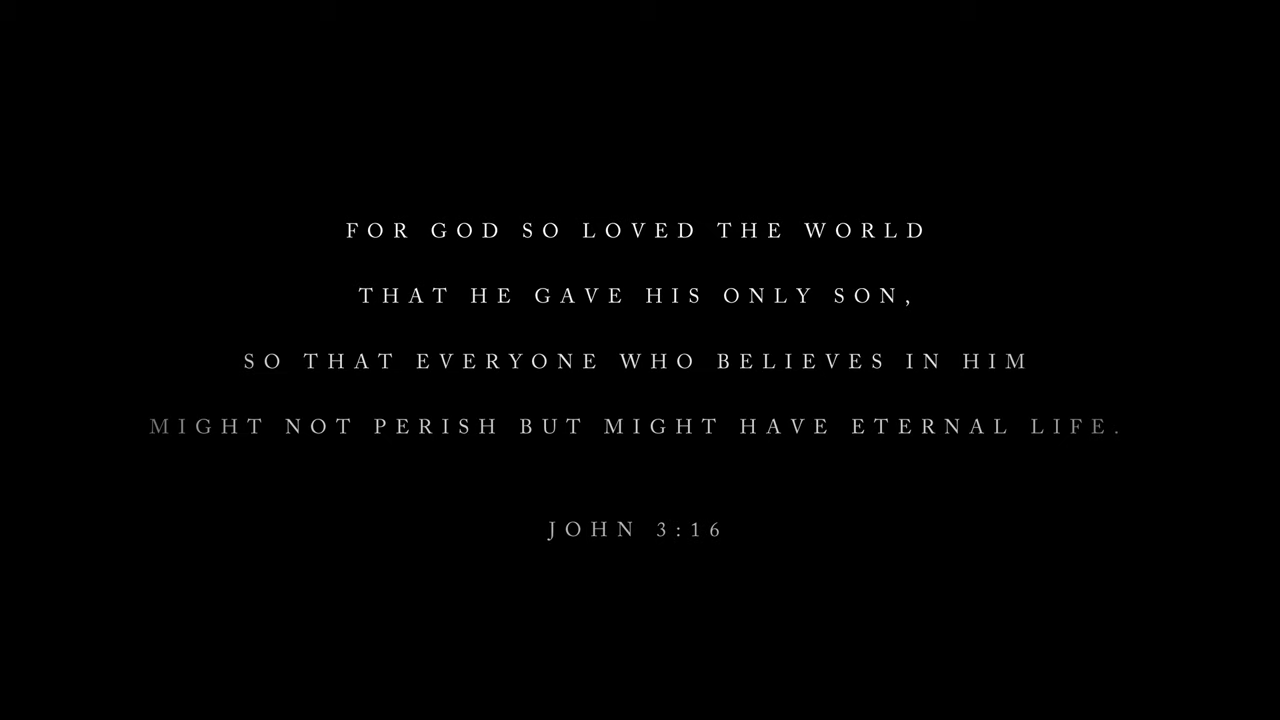 FOR GOD SO LOVED THE WORLD
THAT HE GAVE HIS ONLY SON,
SO THAT EVERYONE WHO BELIEVES IN HIM
MIGHT NOT PERISH BUT MIGHT HAVE ETERNAL LIFE.
JOHN 3:16